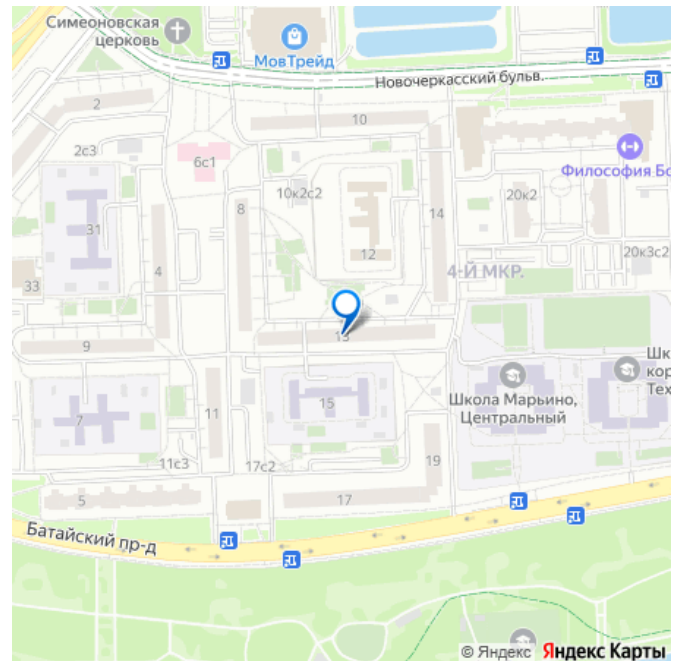 Симеоновская
церковь
МовТрейд
Новочеркасский бульв.
2
10
2с3
6с1
Философия Бо
10к2с2
20к2
8
14
31
12
20к3с2
4
4-Й МКР.
33
13
9
Шк
кор
Тех
Школа Марьино,
Центральный
15
7
11
19
11с3
17с2
5
17
Батайский пр-д
© Яндекс Яндекс Карты